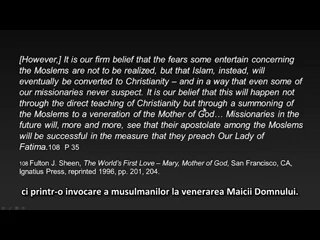 [However,] It is our firm belief that the fears some entertain concerning
the Moslems are not to be realized, but that Islam, instead, will
eventually be converted to Christianity – and in a way that even some of
our missionaries never suspect. It is our belief that this will happen not
through the direct teaching of Christianity but through a summoning of
the Moslems to a veneration of the Mother of God… Missionaries in the
future will, more and more, see that their apostolate among the Moslems
will be successful in the measure that they preach Our Lady of
Fatima.108 P 35
108 Fulton J. Sheen, The World's First Love – Mary, Mother of God, San Francisco, CA,
Ignatius Press, reprinted 1996, pp. 201, 204.
ci printr-o invocare a musulmanilor la venerarea Maicii Domnului.